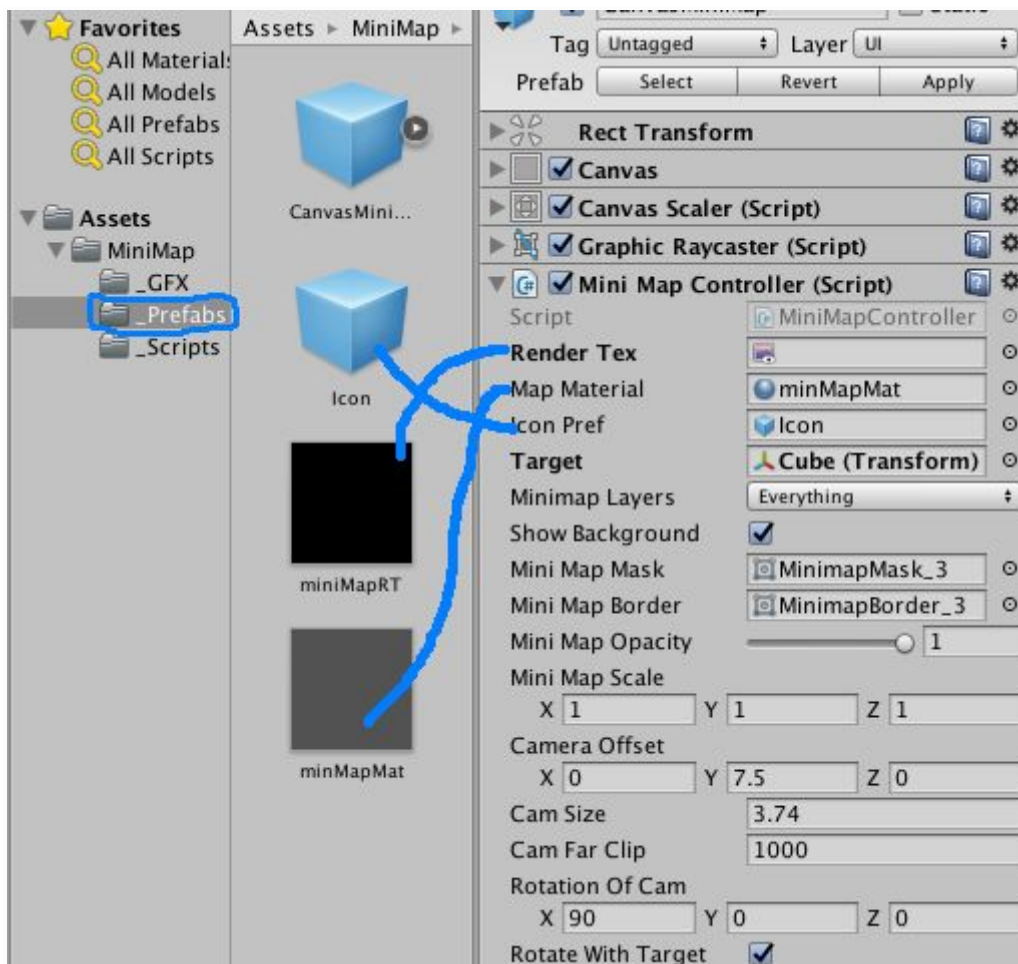 Favorites
All Material
All Models
All Prefabs
All Scripts
Assets
MiniMap
_GFX
_Prefabs
_Scripts
Assets MiniMap
CanvasMini...
Icon
miniMapRT
minMapMat
Tag Untagged Layer UI
Prefab Select Revert Apply
Rect Transform
Canvas
Canvas Scaler (Script)
Graphic Raycaster (Script)
Mini Map Controller (Script)
Script MiniMapController
Render Tex
Map Material minMapMat
Icon Pref Icon
Target Cube (Transform)
Minimap Layers Everything
Show Background
Mini Map Mask MinimapMask_3
Mini Map Border MinimapBorder_3
Mini Map Opacity 1
Mini Map Scale
X 1 Y 1 Z 1
Camera Offset
X 0 Y 7.5 Z 0
Cam Size 3.74
Cam Far Clip 1000
Rotation Of Cam
X 90 Y 0 Z 0
Rotate With Target